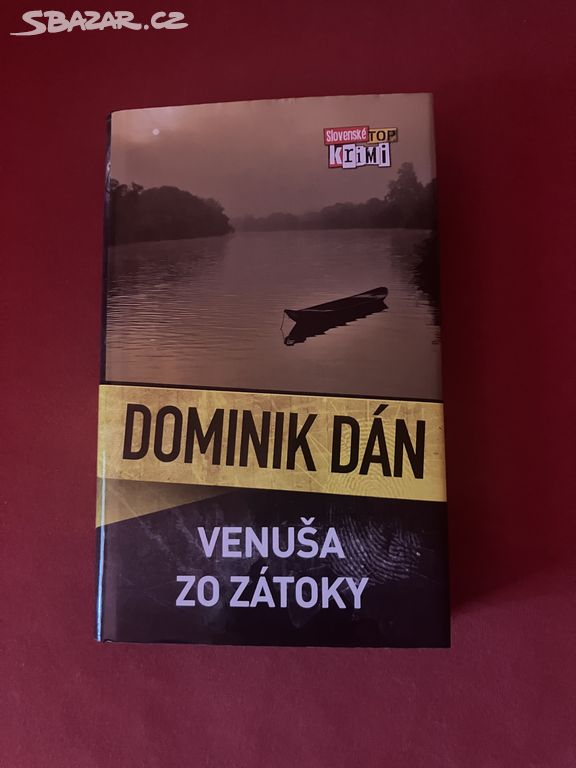 SBAZAR.CZ
Slovenské TOP
KRIMI
DOMINIK DÁN
VENUŠA
ZO ZÁTOKY